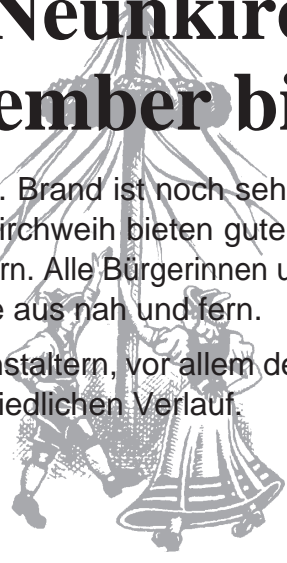 Neunkirc
ember bi
. Brand ist noch seh
irchweih bieten gute
rn. Alle Bürgerinnen u
e aus nah und fern.
nstaltern, vor allem de
iedlichen Verlauf.